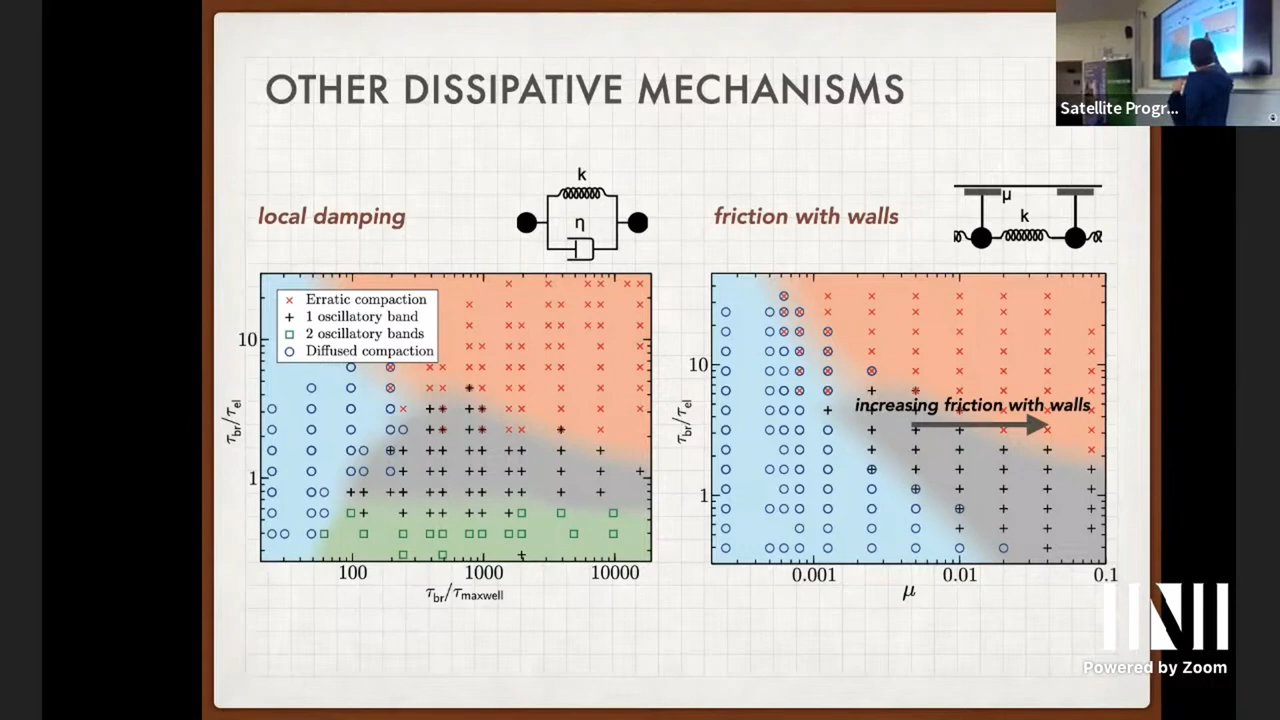 OTHER DISSIPATIVE MECHANISMS
Satellite Progr...
local damping
k
η
friction with walls
μ
k
× Erratic compaction
+ 1 oscillatory band
□ 2 oscillatory bands
○ Diffused compaction
10
1
τbr/τel
100
1000
10000
τbr/τmaxwell
10
1
τbr/τel
increasing friction with walls
0.001
0.01
0.1
μ
Powered by Zoom